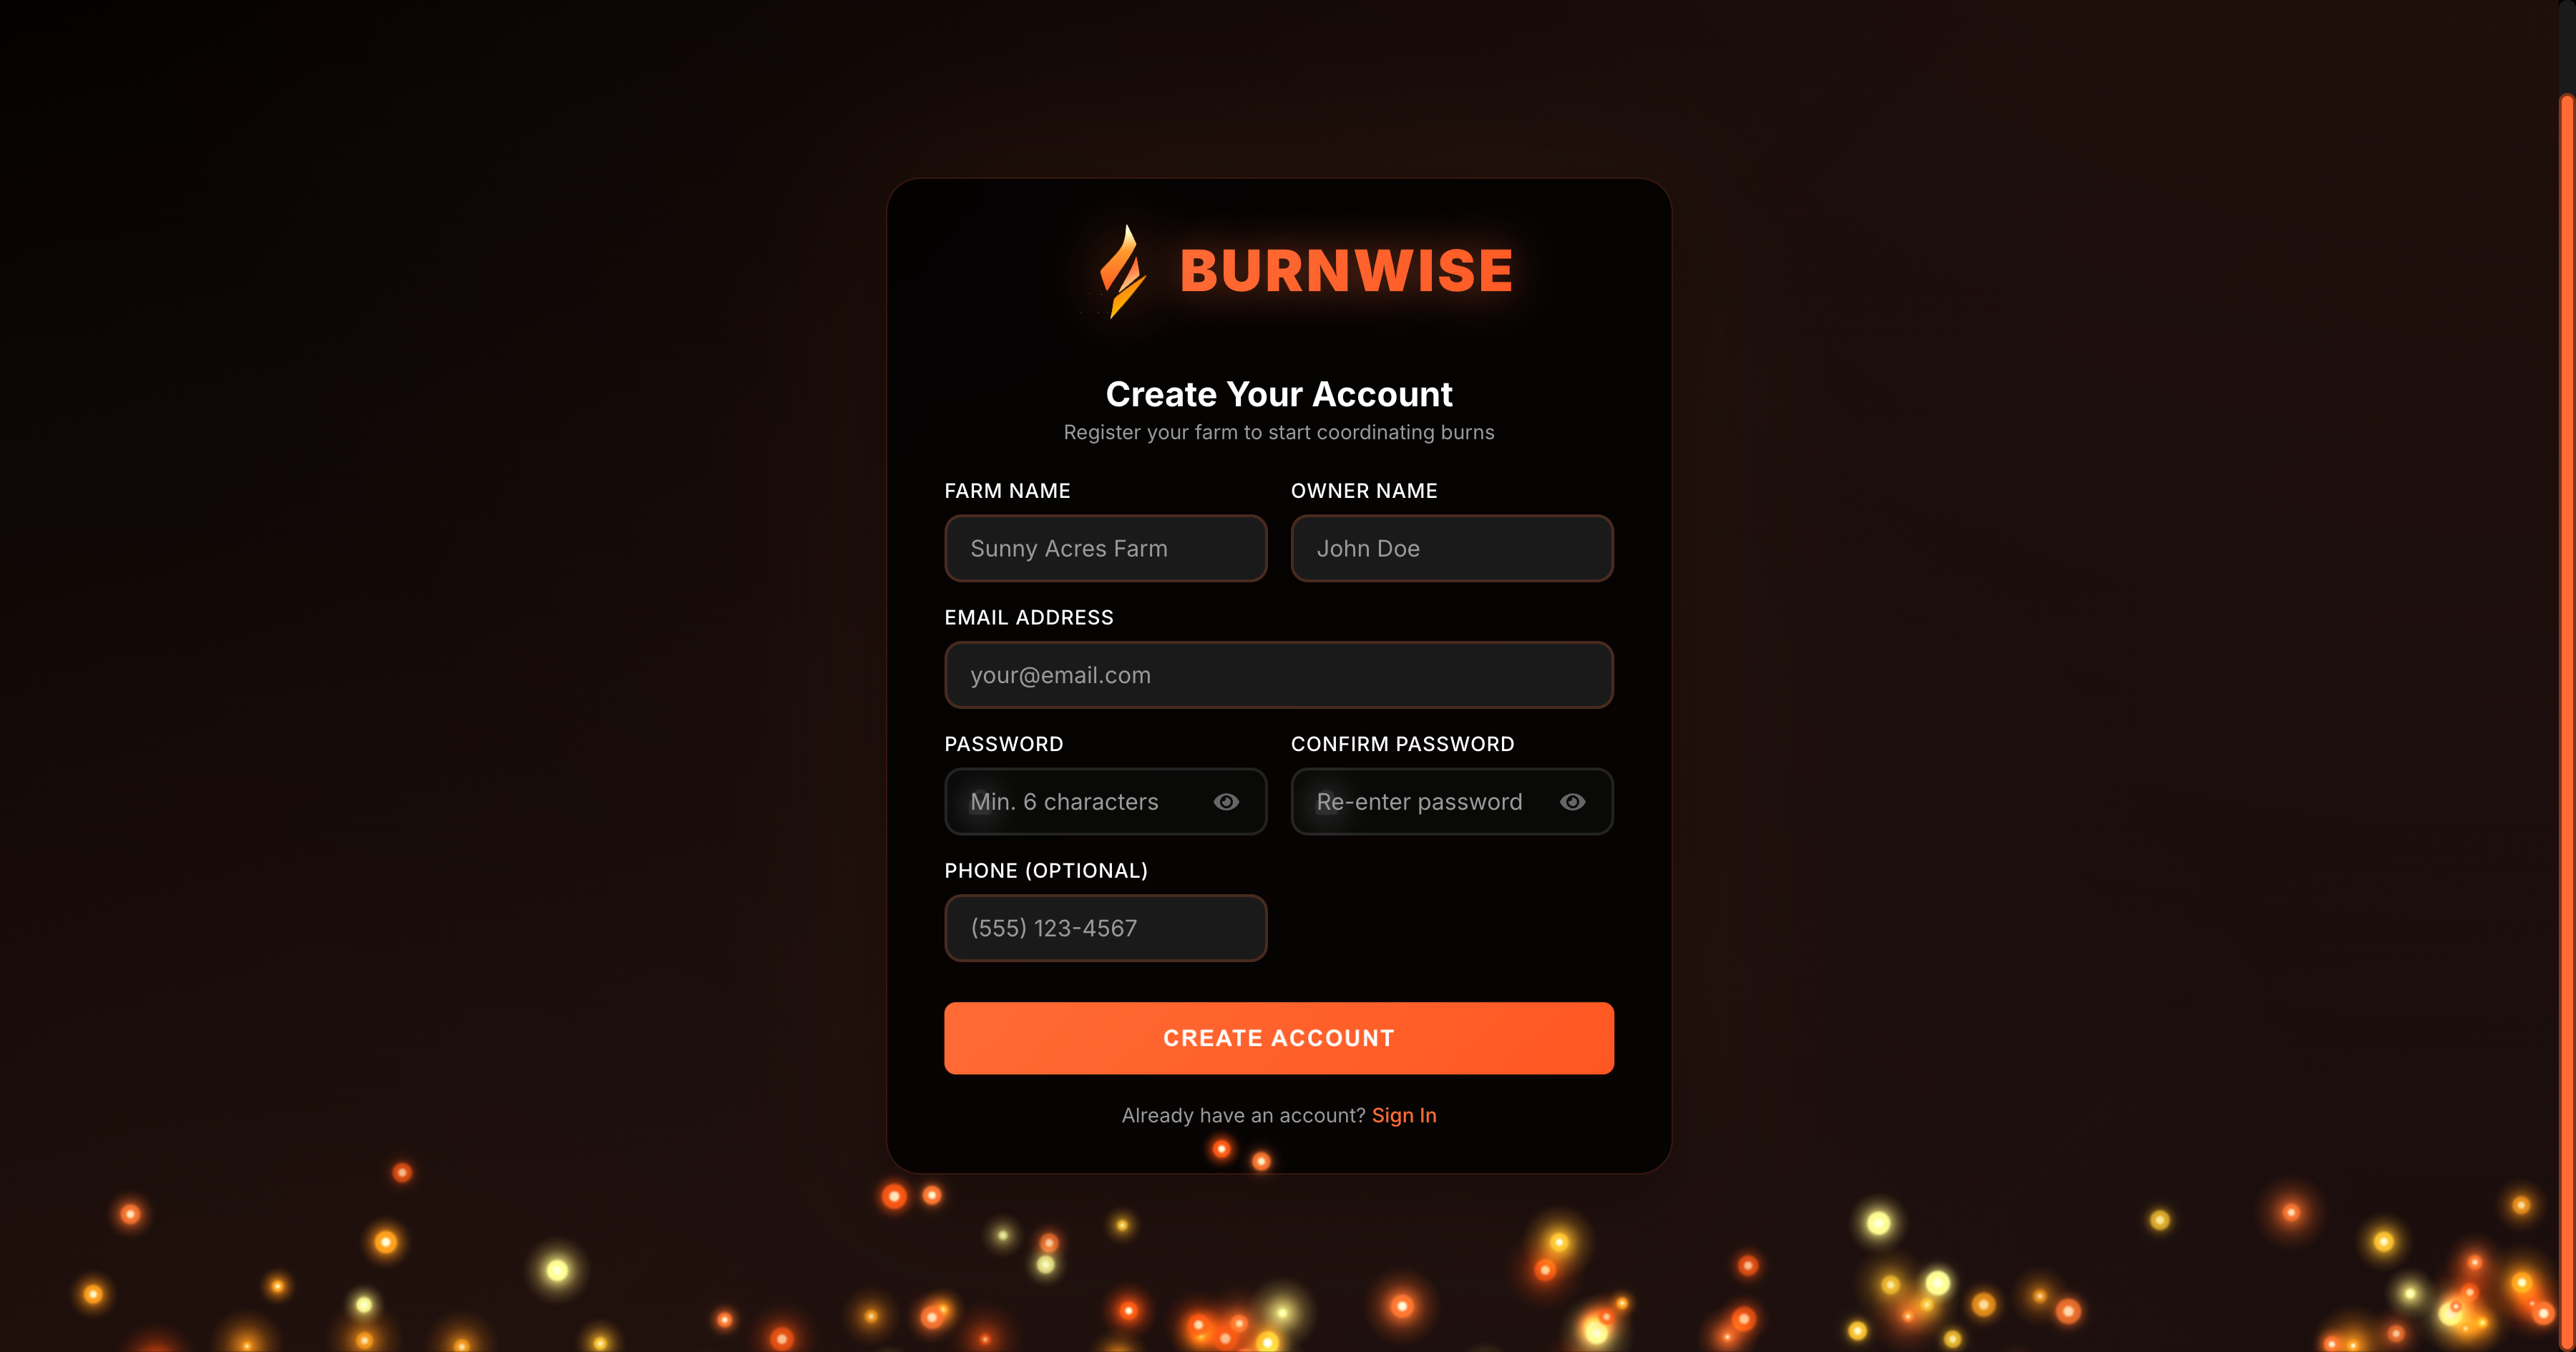 BURNWISE
Create Your Account
Register your farm to start coordinating burns
FARM NAME
OWNER NAME
Sunny Acres Farm
John Doe
EMAIL ADDRESS
your@email.com
PASSWORD
CONFIRM PASSWORD
Min. 6 characters
Re-enter password
PHONE (OPTIONAL)
(555) 123-4567
CREATE ACCOUNT
Already have an account? Sign In